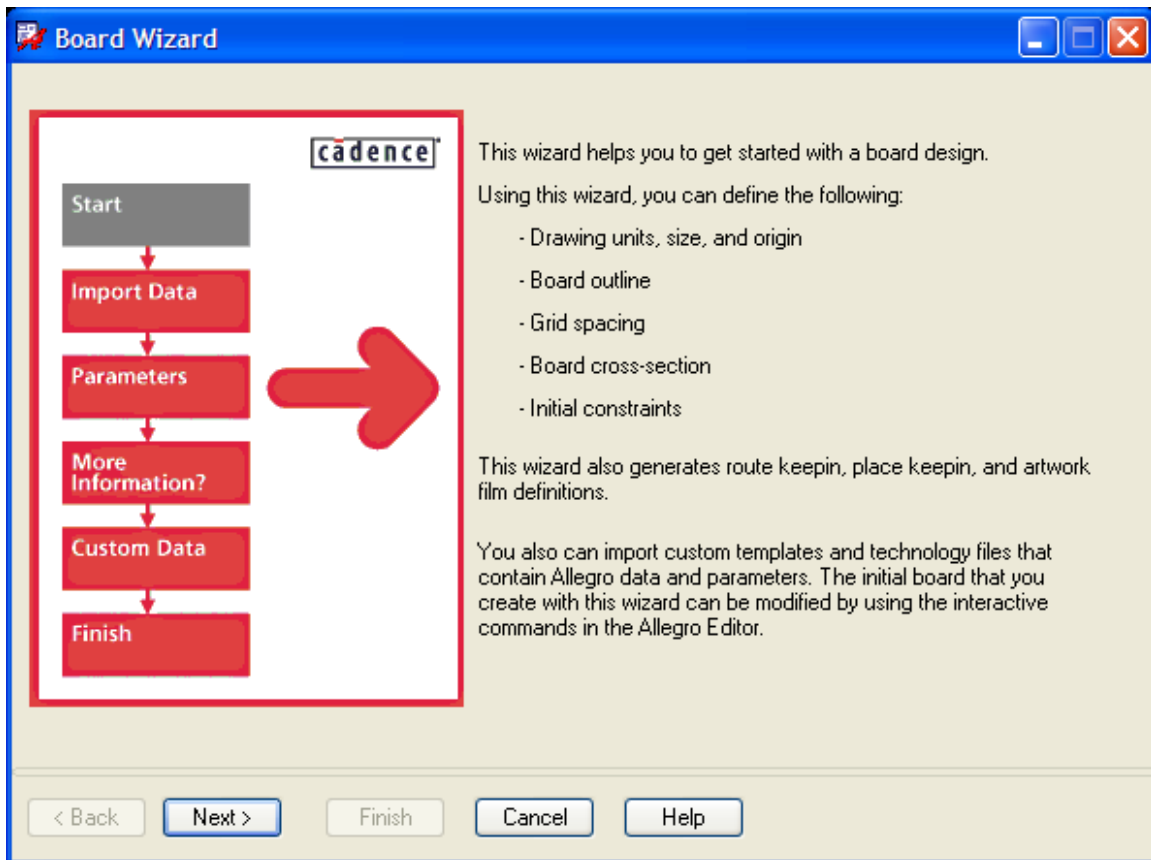 Board Wizard
cādence
Start
Import Data
Parameters
More
Information?
Custom Data
Finish
This wizard helps you to get started with a board design.
Using this wizard, you can define the following:
- Drawing units, size, and origin
- Board outline
- Grid spacing
- Board cross-section
- Initial constraints
This wizard also generates route keepin, place keepin, and artwork
film definitions.
You also can import custom templates and technology files that
contain Allegro data and parameters. The initial board that you
create with this wizard can be modified by using the interactive
commands in the Allegro Editor.
< Back
Next >
Finish
Cancel
Help